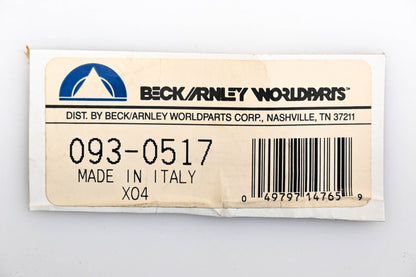 BECK/ARNLEY WORLDPARTS™
DIST. BY BECK/ARNLEY WORLDPARTS CORP., NASHVILLE, TN 37211
093-0517
MADE IN ITALY
X04
0 49797 14765 9